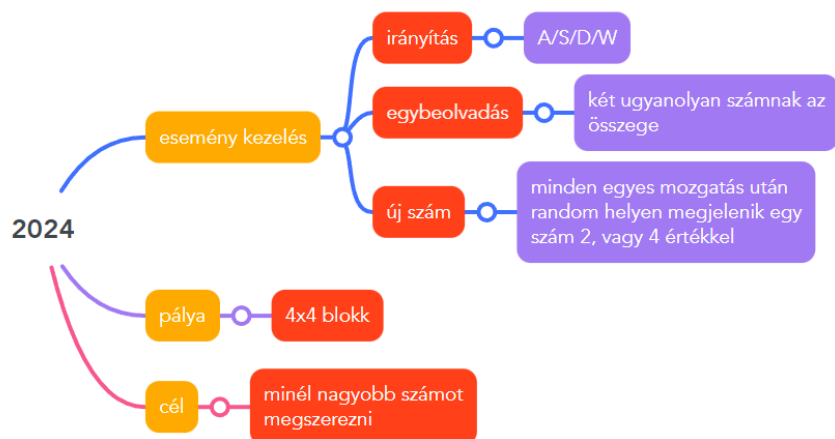 2024
esemény kezelés
irányítás
A/S/D/W
egybeolvadás
két ugyanolyan számnak az
összege
új szám
minden egyes mozgatás után
random helyen megjelenik egy
szám 2, vagy 4 értékkel
pálya
4x4 blokk
cél
minél nagyobb számot
megszerezni